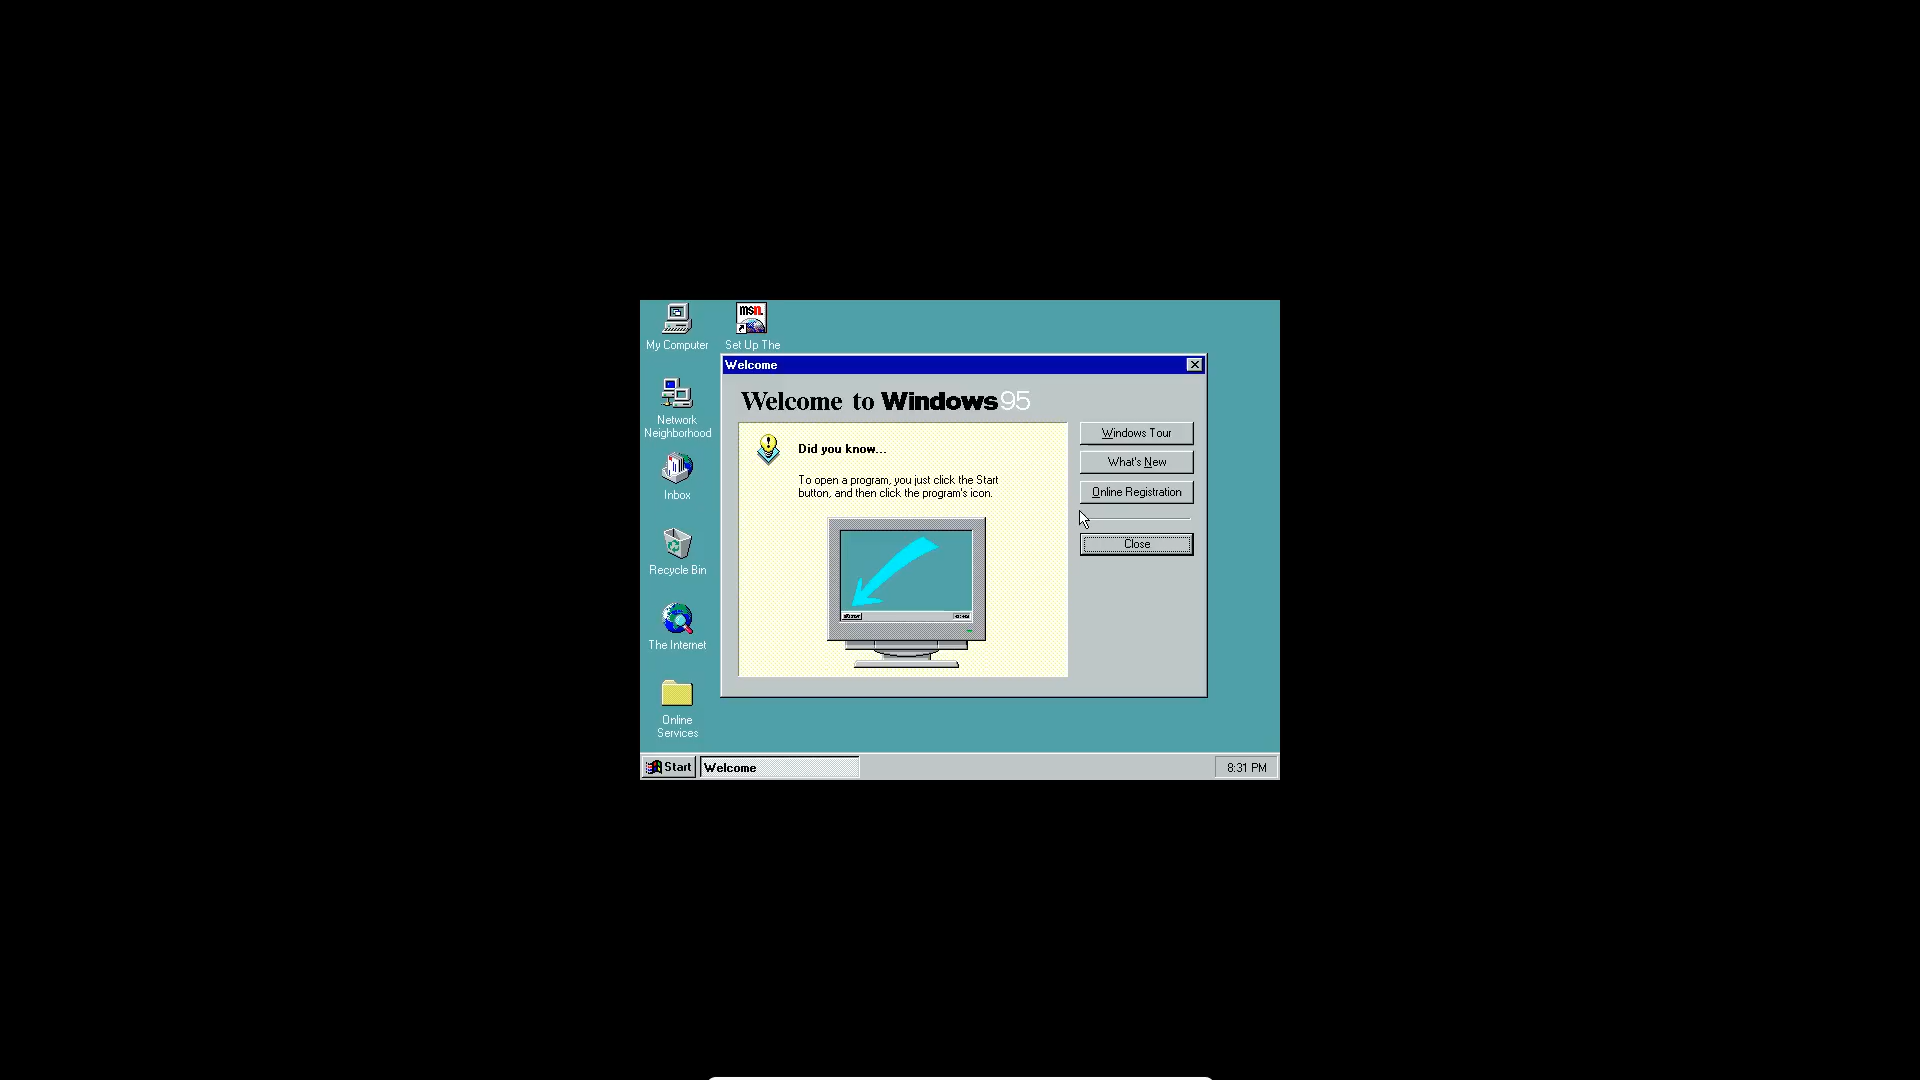 msn.
My Computer
Set Up The
Welcome
Welcome to Windows95
Network
Neighborhood
Did you know...
Windows Tour
What's New
Inbox
To open a program, you just click the Start
button, and then click the program's icon.
Online Registration
Close
Recycle Bin
The Internet
Online
Services
Start
Welcome
8:31 PM